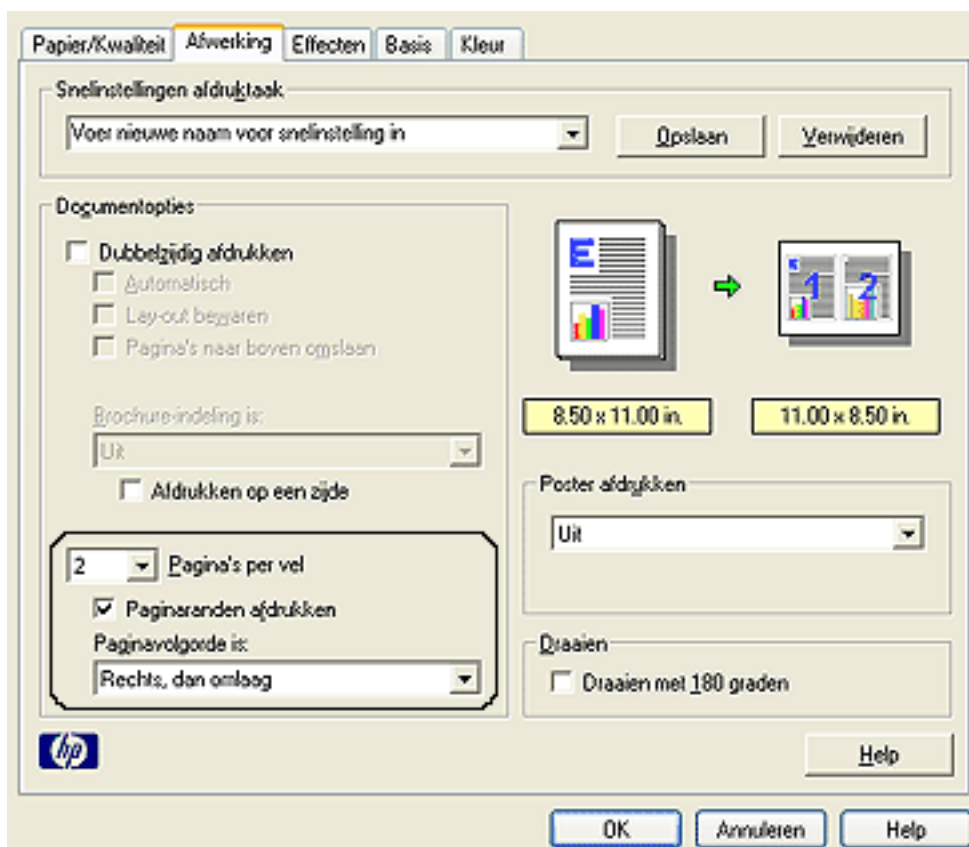 Papier/Kwaliteit Afwerking Effecten Basis Kleur
Snelinstellingen afdruktaak
Voer nieuwe naam voor snelinstelling in Opslaan Verwijderen
Documentopties
Dubbelzijdig afdrukken
Automatisch
Lay-out bewaren
Pagina's naar boven omslaan
Brochure-indeling is:
Uit
Afdrukken op een zijde
2 Pagina's per vel
Paginaranden afdrukken
Paginavolgorde is:
Rechts, dan omlaag
E
1 2
8.50 x 11.00 in.
11.00 x 8.50 in.
Poster afdrukken
Uit
Draaien
Draaien met 180 graden
hp
Help
OK Annuleren Help